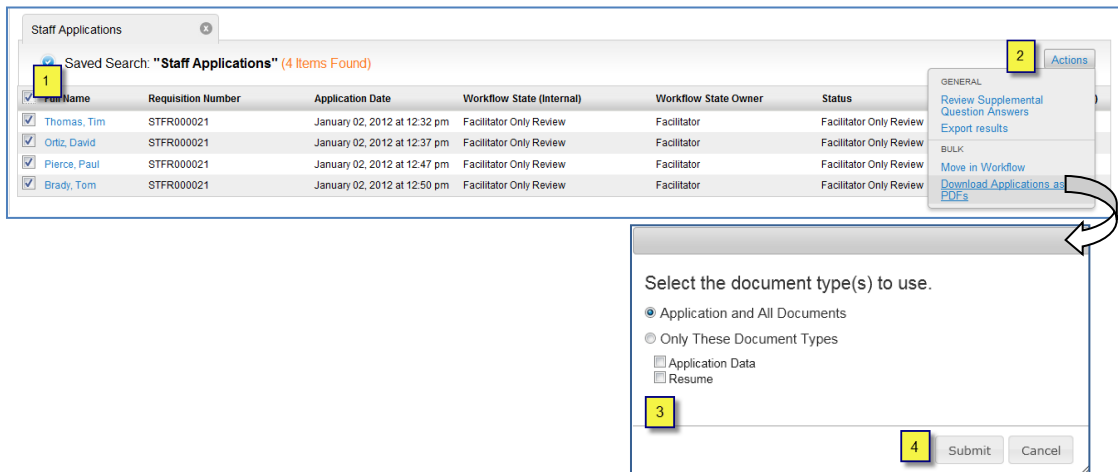 Staff Applications
Saved Search: "Staff Applications" (4 Items Found)
2
Actions
1
Full Name Requisition Number Application Date Workflow State (Internal) Workflow State Owner Status )
Thomas, Tim STFR000021 January 02, 2012 at 12:32 pm Facilitator Only Review Facilitator Facilitator Only Review
Ortiz, David STFR000021 January 02, 2012 at 12:37 pm Facilitator Only Review Facilitator Facilitator Only Review
Pierce, Paul STFR000021 January 02, 2012 at 12:47 pm Facilitator Only Review Facilitator Facilitator Only Review
Brady, Tom STFR000021 January 02, 2012 at 12:50 pm Facilitator Only Review Facilitator Facilitator Only Review
GENERAL
Review Supplemental
Question Answers
Export results
BULK
Move in Workflow
Download Applications as
PDFs
Select the document type(s) to use.
Application and All Documents
Only These Document Types
Application Data
Resume
3
4
Submit Cancel